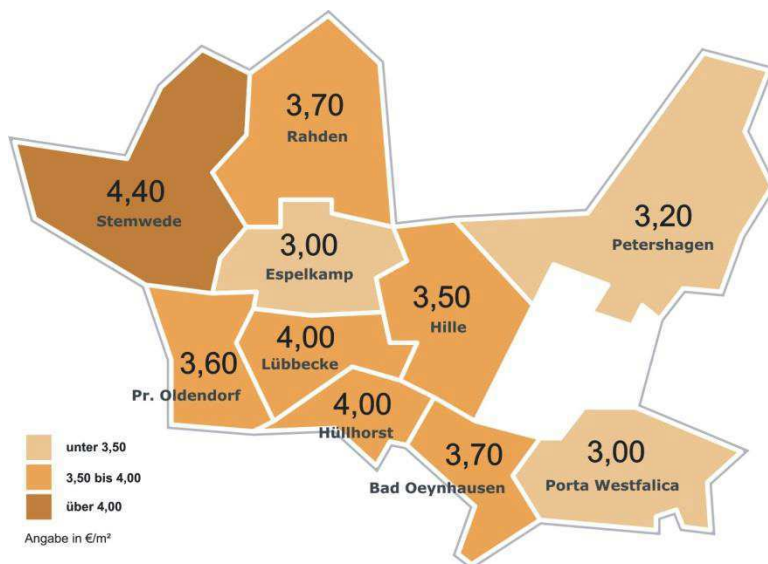 3,70
Rahden
4,40
Stemwede
3,20
Petershagen
3,00
Espelkamp
3,50
Hille
4,00
Lübbecke
3,60
Pr. Oldendorf
4,00
Hüllhorst
3,70
Bad Oeynhausen
3,00
Porta Westfalica
unter 3,50
3,50 bis 4,00
über 4,00
Angabe in €/m²